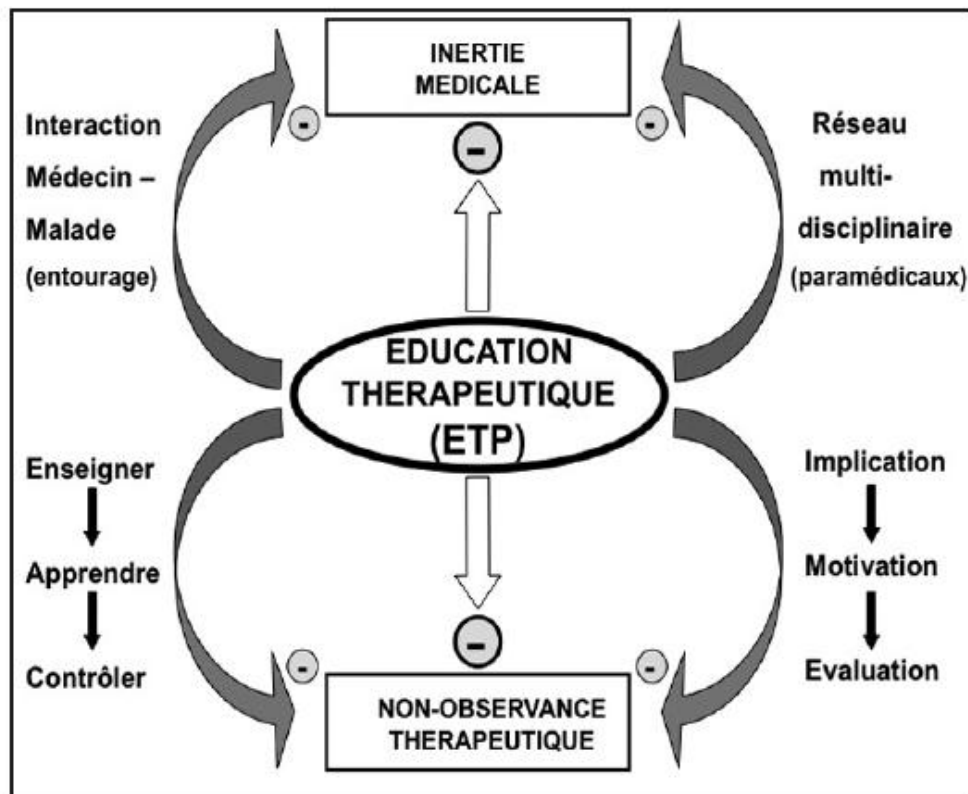 INERTIE
MEDICALE
-
-
-
Interaction
Médecin –
Malade
(entourage)
Réseau
multi-
disciplinaire
(paramédicaux)
EDUCATION
THERAPEUTIQUE
(ETP)
Enseigner
Apprendre
Contrôler
Implication
Motivation
Evaluation
-
-
-
NON-OBSERVANCE
THERAPEUTIQUE